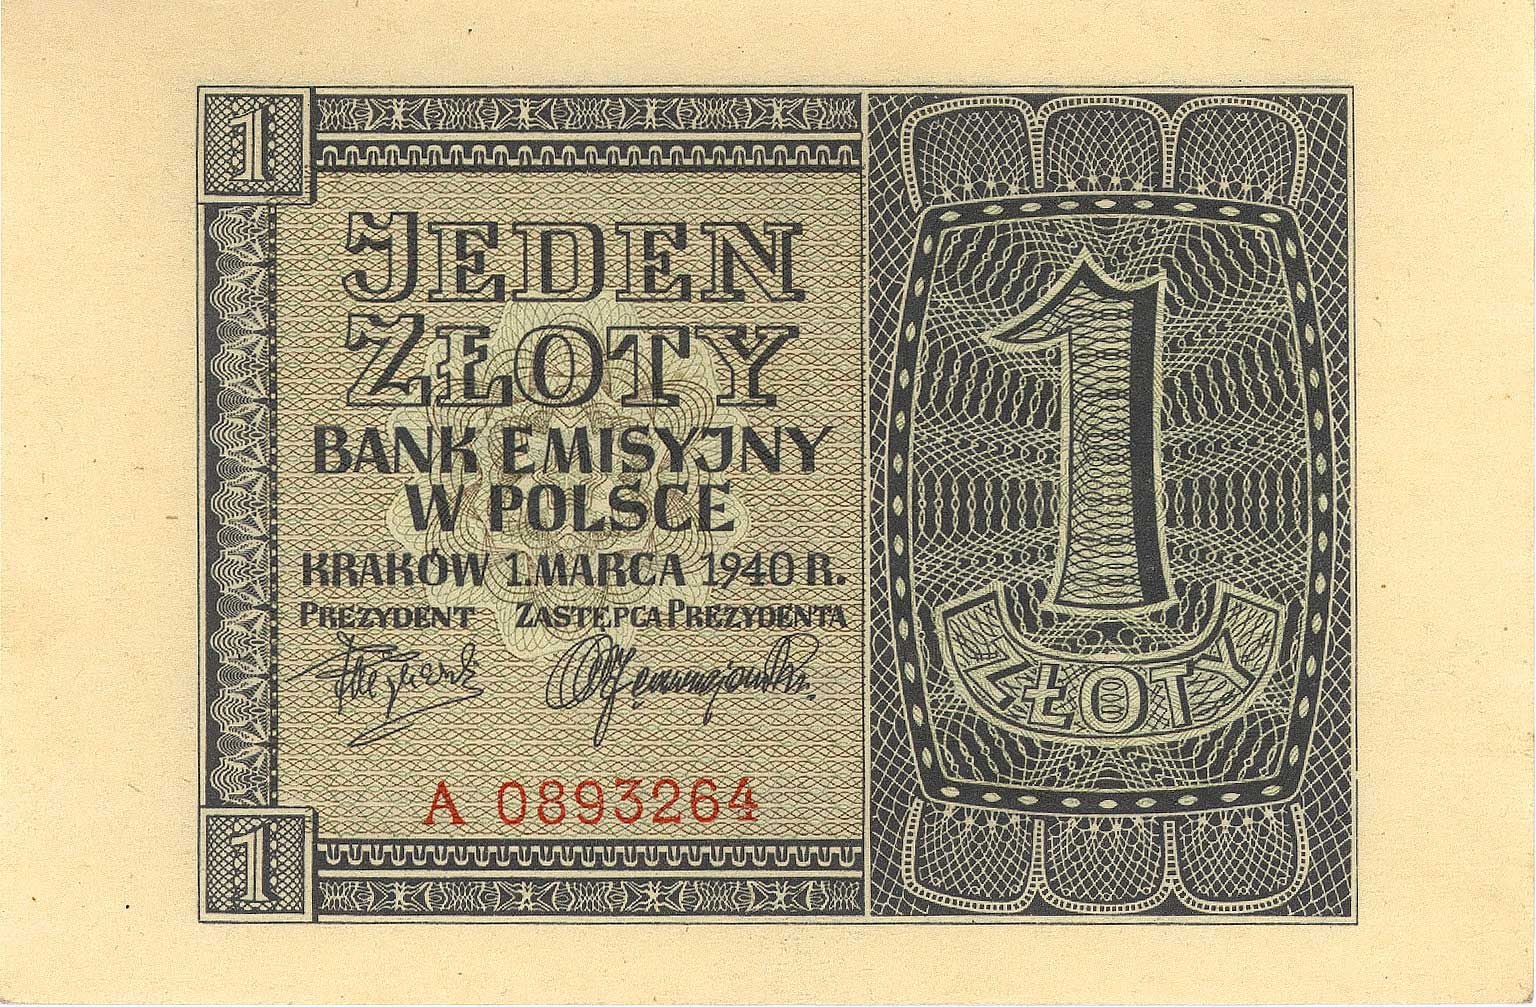 1
JEDEN
ZŁOTY
BANK EMISYJNY
W POLSCE
KRAKÓW 1. MARCA 1940 R.
PREZYDENT ZASTĘPCA PREZYDENTA
A 0893264
1
1
ZŁOTY